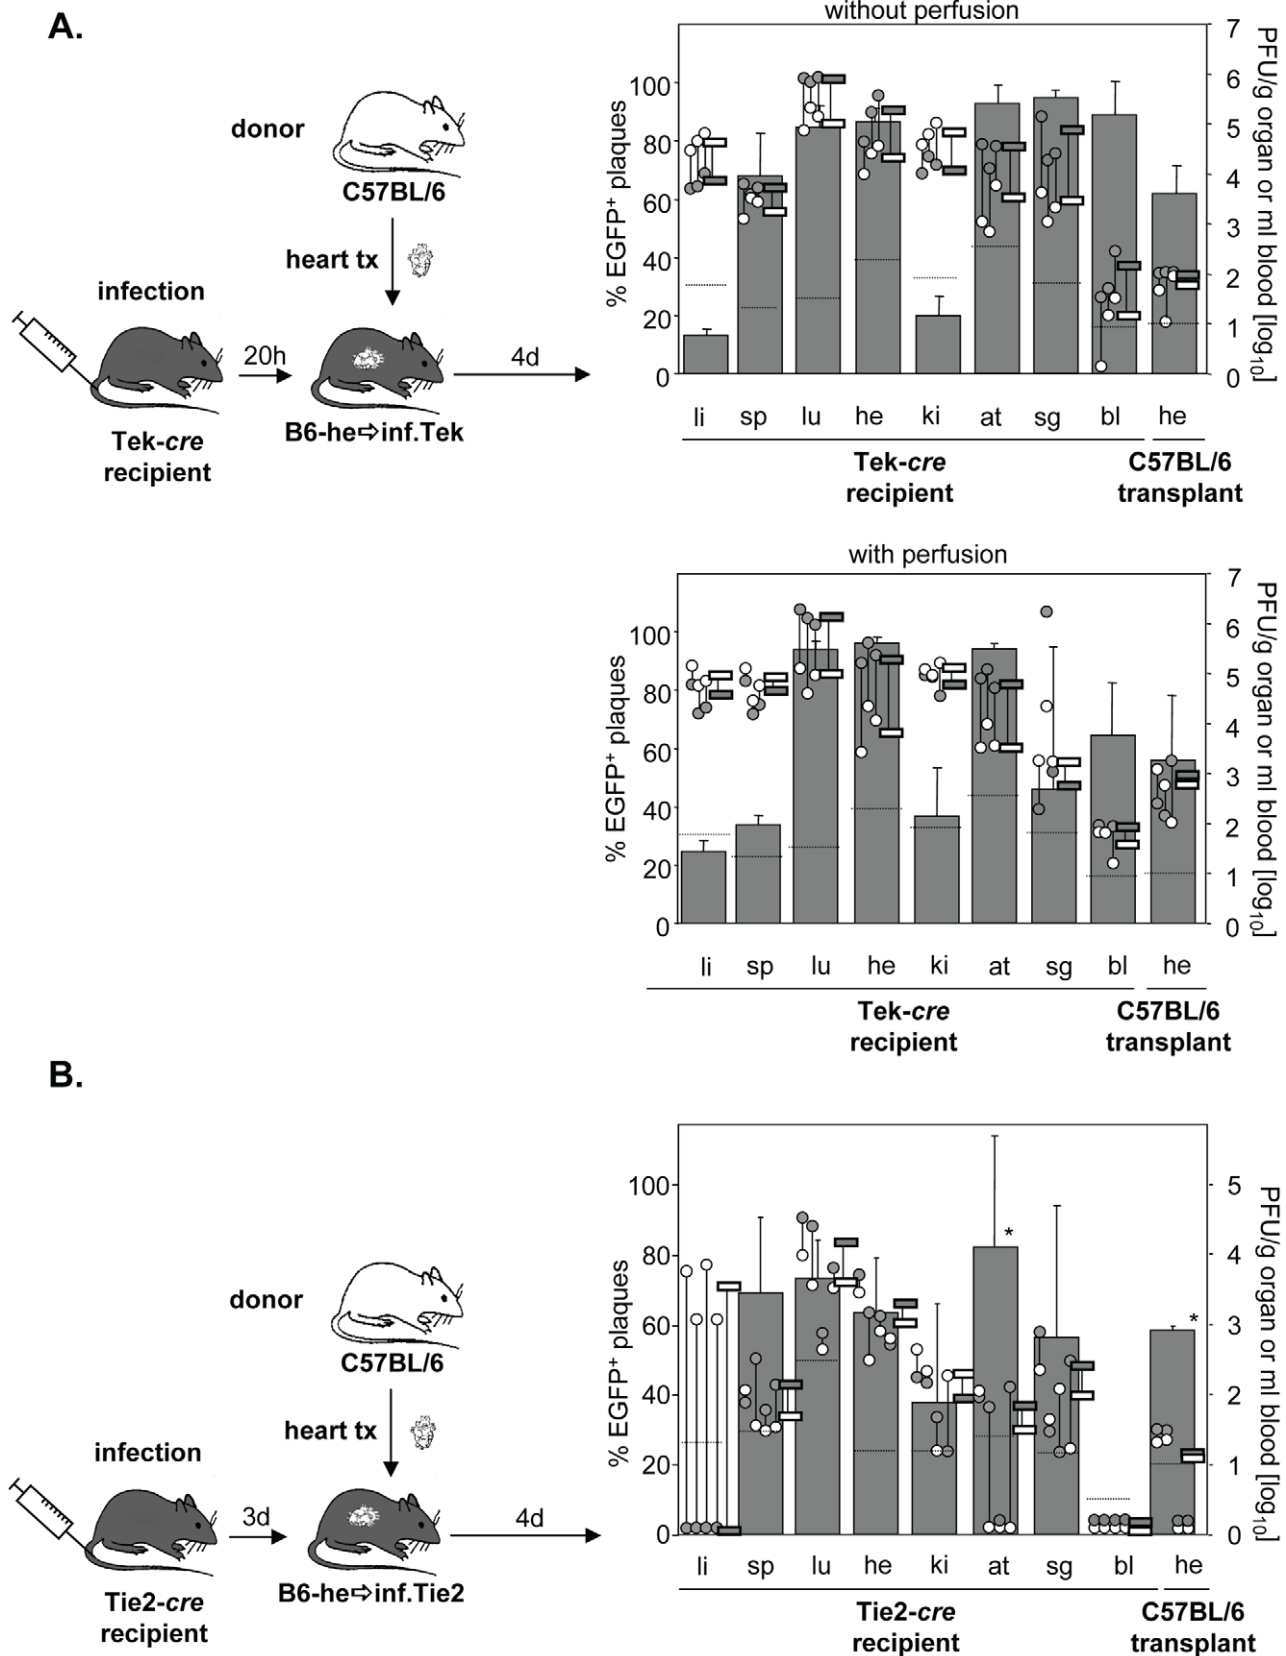 A.
donor
C57BL/6
heart tx
infection
20h
4d
Tek-cre
recipient
B6-he⇨inf.Tek
without perfusion
% EGFP+ plaques
100
80
60
40
20
0
PFU/g organ or ml blood [log10]
7
6
5
4
3
2
1
0
li sp lu he ki at sg bl he
Tek-cre
recipient
C57BL/6
transplant
with perfusion
% EGFP+ plaques
100
80
60
40
20
0
PFU/g organ or ml blood [log10]
7
6
5
4
3
2
1
0
li sp lu he ki at sg bl he
Tek-cre
recipient
C57BL/6
transplant
B.
donor
C57BL/6
heart tx
infection
3d
4d
Tie2-cre
recipient
B6-he⇨inf.Tie2
% EGFP+ plaques
100
80
60
40
20
0
PFU/g organ or ml blood [log10]
5
4
3
2
1
0
*
*
li sp lu he ki at sg bl he
Tie2-cre
recipient
C57BL/6
transplant